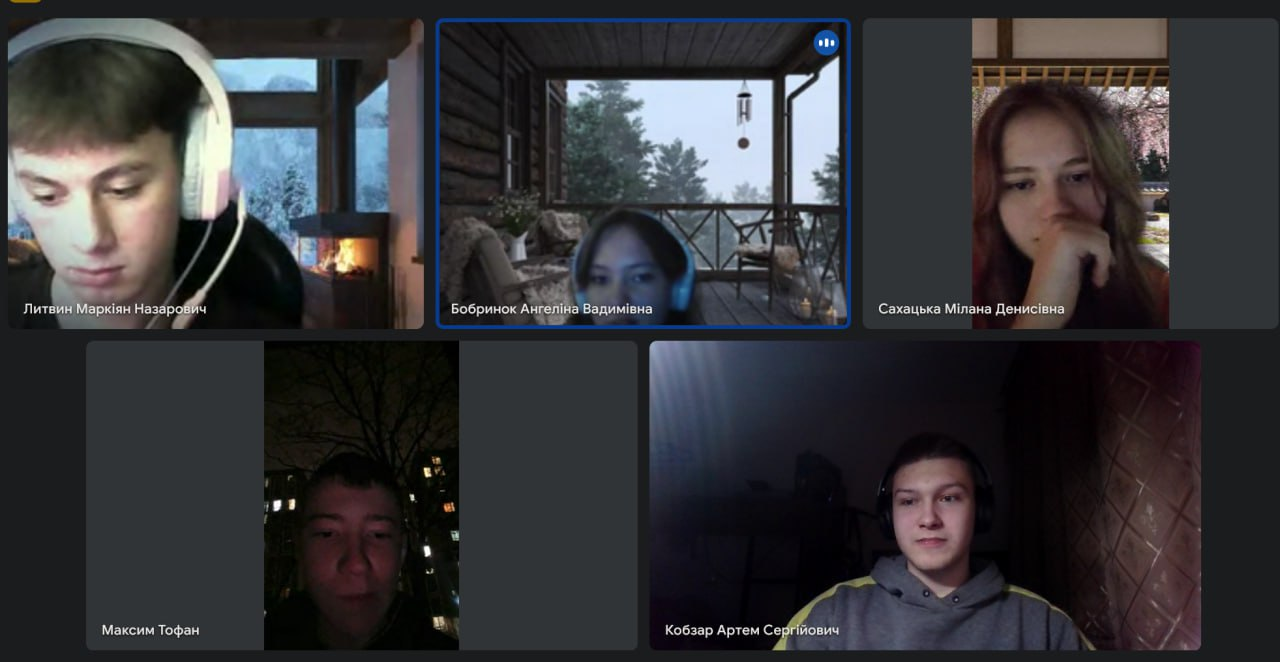 Литвин Маркіян Назарович
Бобринок Ангеліна Вадимівна
Сахацька Мілана Денисівна
Максим Тофан
Кобзар Артем Сергійович